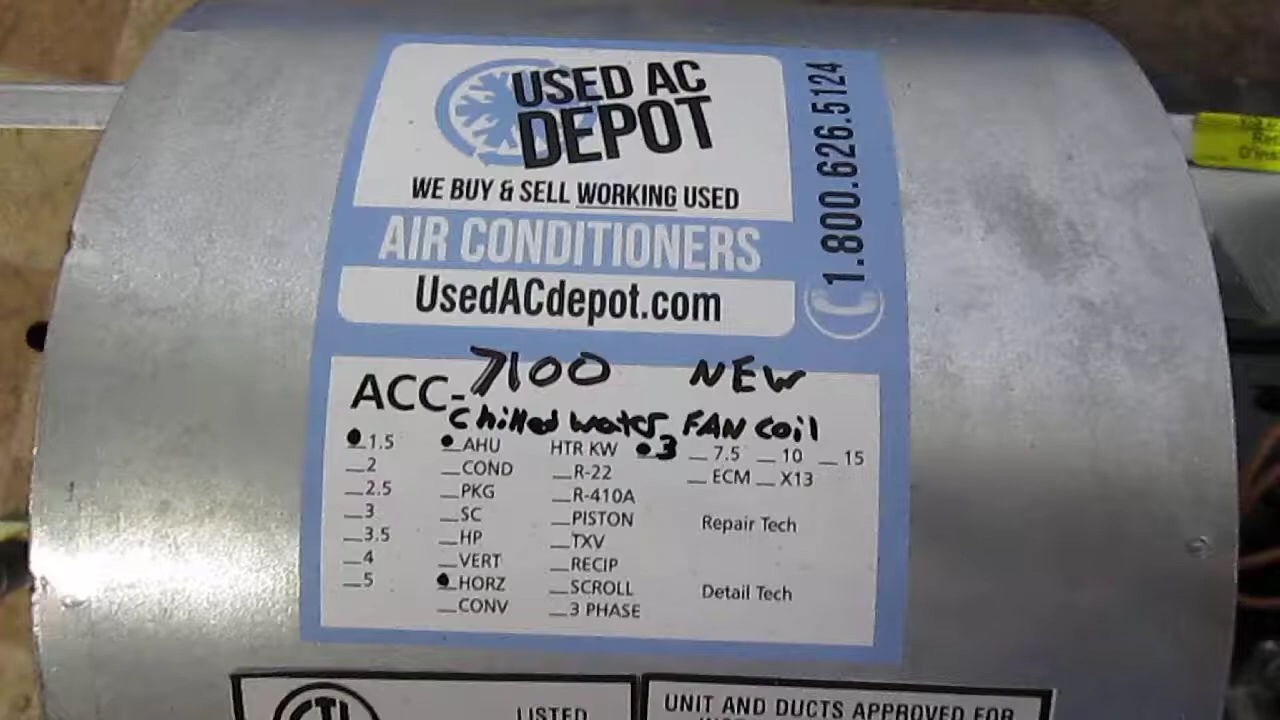 USED AC
DEPOT
WE BUY & SELL WORKING USED
AIR CONDITIONERS
UsedACdepot.com
1.800.626.5124
ACC-7100 NEW
Chilled water FAN coil
1.5 AHU HTR KW 3 7.5 10 15
2 COND R-22 ECM X13
2.5 PKG R-410A
3 SC PISTON Repair Tech
3.5 HP TXV
4 VERT RECIP
5 HORZ SCROLL Detail Tech
CONV 3 PHASE
LISTED
UNIT AND DUCTS APPROVED FOR